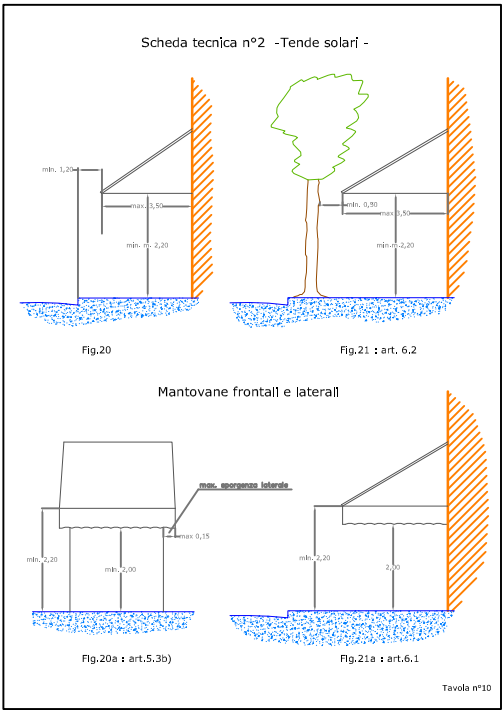 Scheda tecnica n°2 -Tende solari -
min. 1,20
max. 3,50
min.m. 2,20
min. 0,90
max. 3,50
min.m.2,20
Fig.20
Fig.21 : art. 6.2
Mantovane frontali e laterali
max. sporgenza laterale
max 0,15
min. 2,20
min. 2,00
min. 2,20
2,00
Fig.20a : art.5.3b)
Fig.21a : art.6.1
Tavola n°10